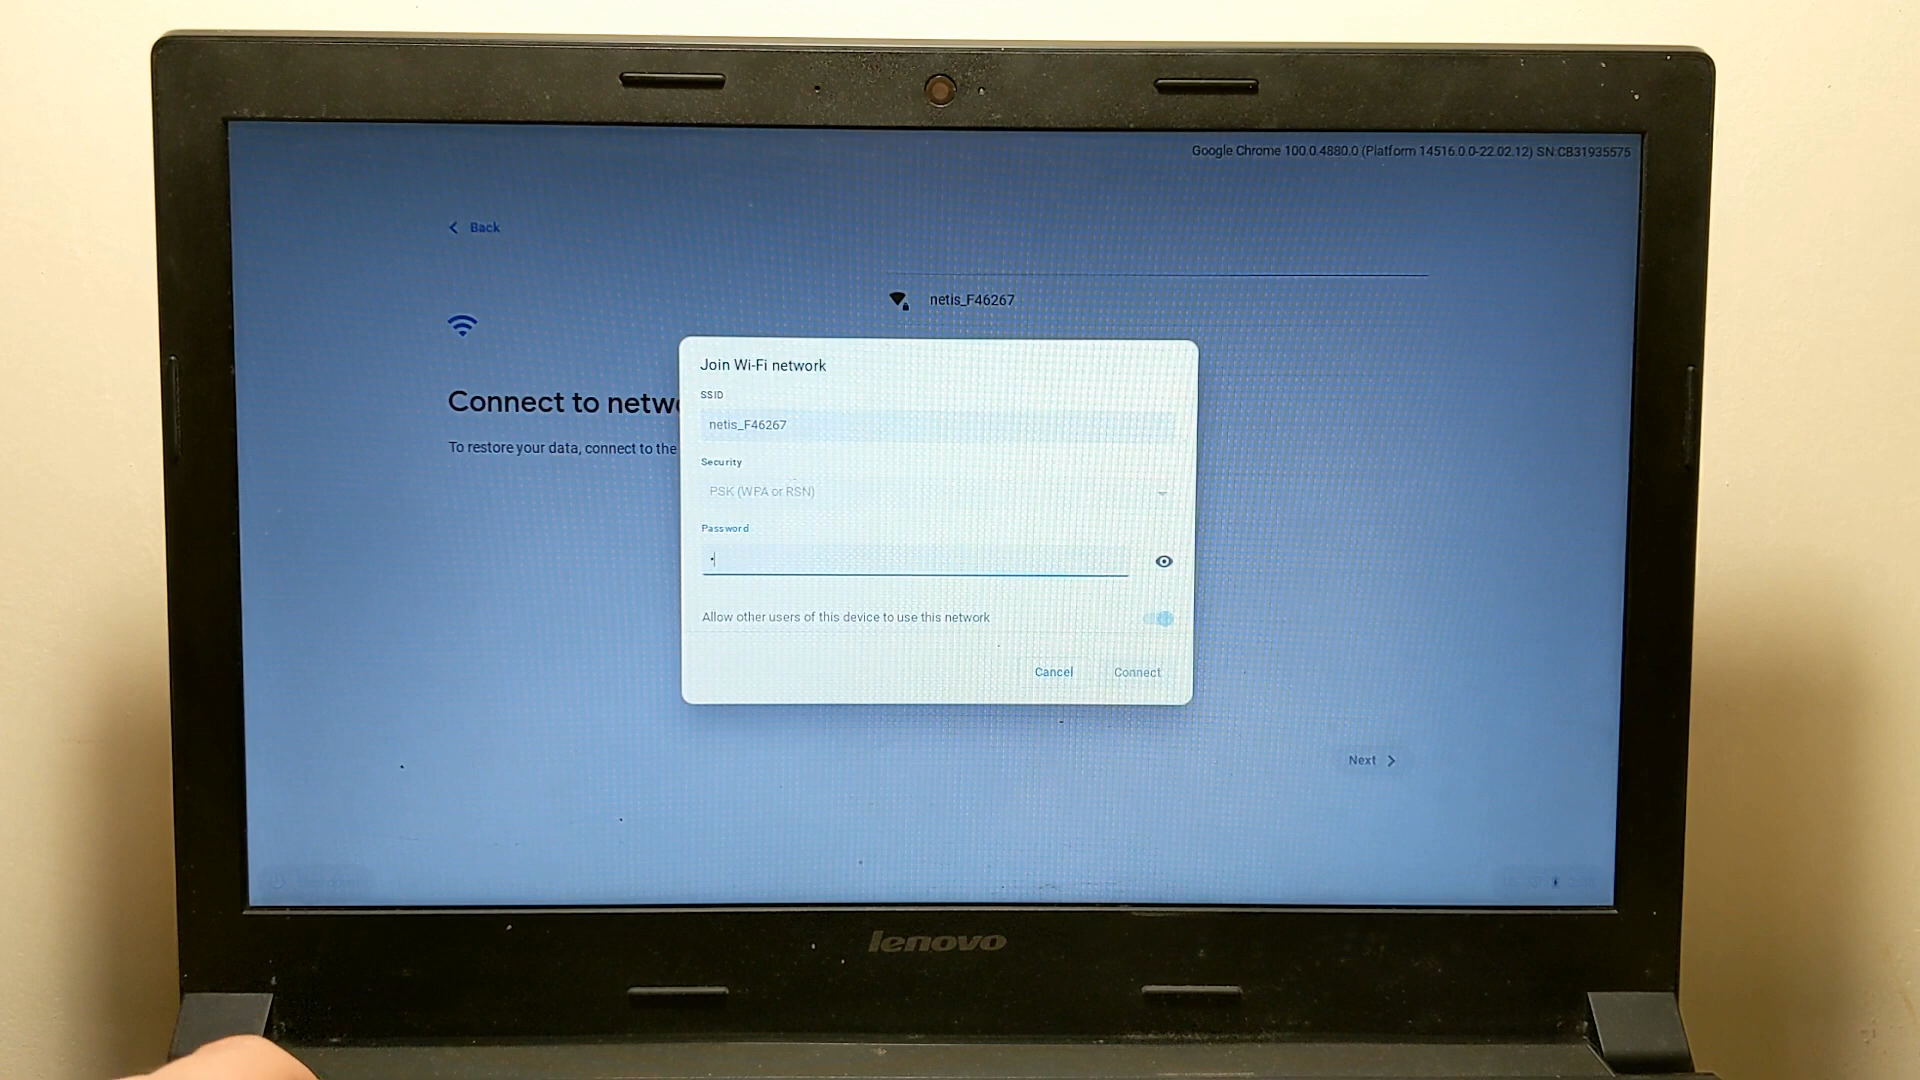 Google Chrome 100.0.4880.0 (Platform 14516.0.0-22.02.12) SN:CB31935575
Back
netis_F46267
Connect to netw
To restore your data, connect to the
Join Wi-Fi network
SSID
netis_F46267
Security
PSK (WPA or RSN)
Password
Allow other users of this device to use this network
Cancel
Connect
Next
lenovo